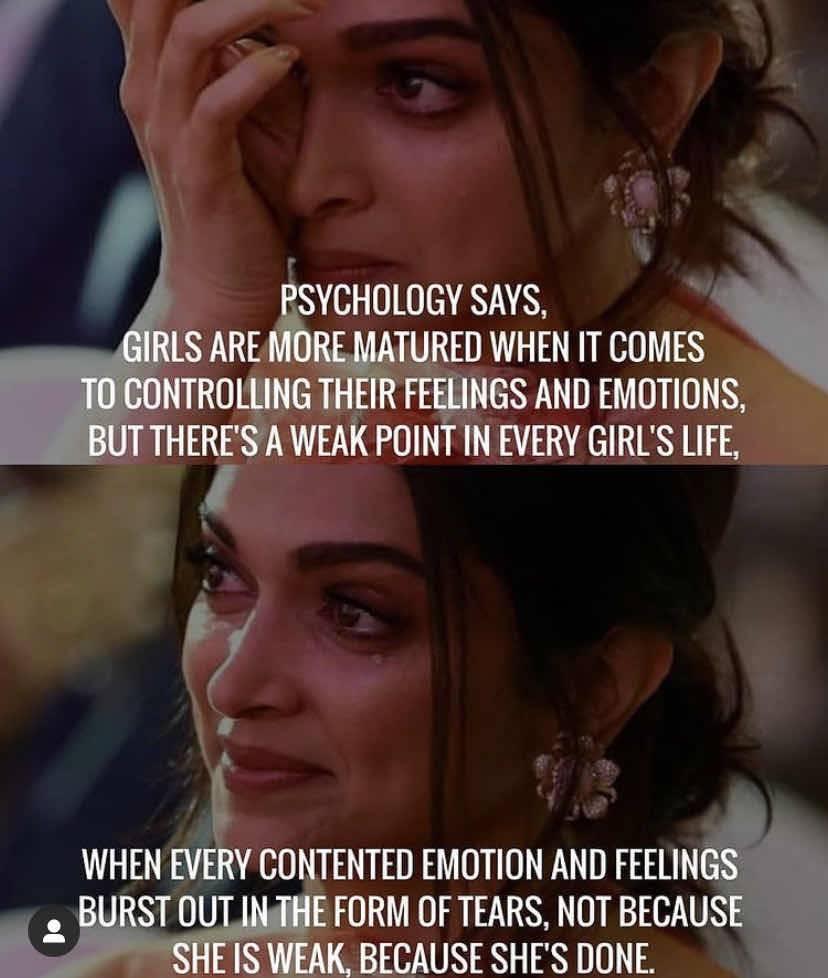 PSYCHOLOGY SAYS,
GIRLS ARE MORE MATURED WHEN IT COMES
TO CONTROLLING THEIR FEELINGS AND EMOTIONS,
BUT THERE'S A WEAK POINT IN EVERY GIRL'S LIFE,
WHEN EVERY CONTENTED EMOTION AND FEELINGS
BURST OUT IN THE FORM OF TEARS, NOT BECAUSE
SHE IS WEAK, BECAUSE SHE'S DONE.